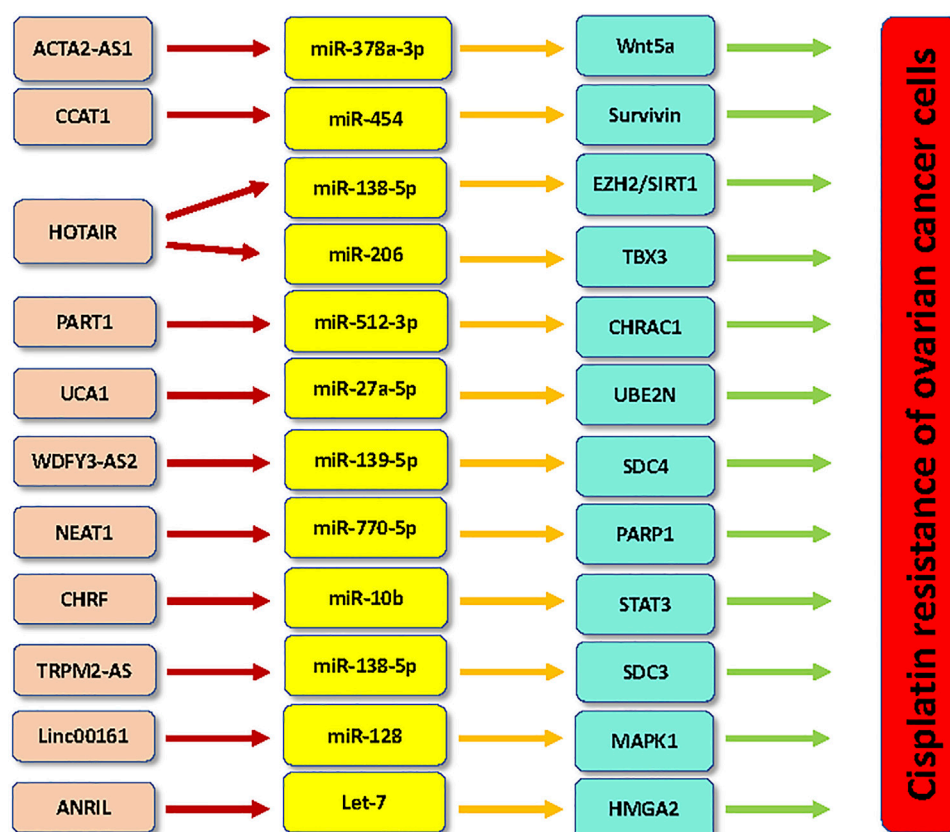 ACTA2-AS1 miR-378a-3p Wnt5a
CCAT1 miR-454 Survivin
miR-138-5p EZH2/SIRT1
HOTAIR
miR-206 TBX3
PART1 miR-512-3p CHRAC1
UCA1 miR-27a-5p UBE2N
WDFY3-AS2 miR-139-5p SDC4
NEAT1 miR-770-5p PARP1
CHRF miR-10b STAT3
TRPM2-AS miR-138-5p SDC3
Linc00161 miR-128 MAPK1
ANRIL Let-7 HMGA2
Cisplatin resistance of ovarian cancer cells